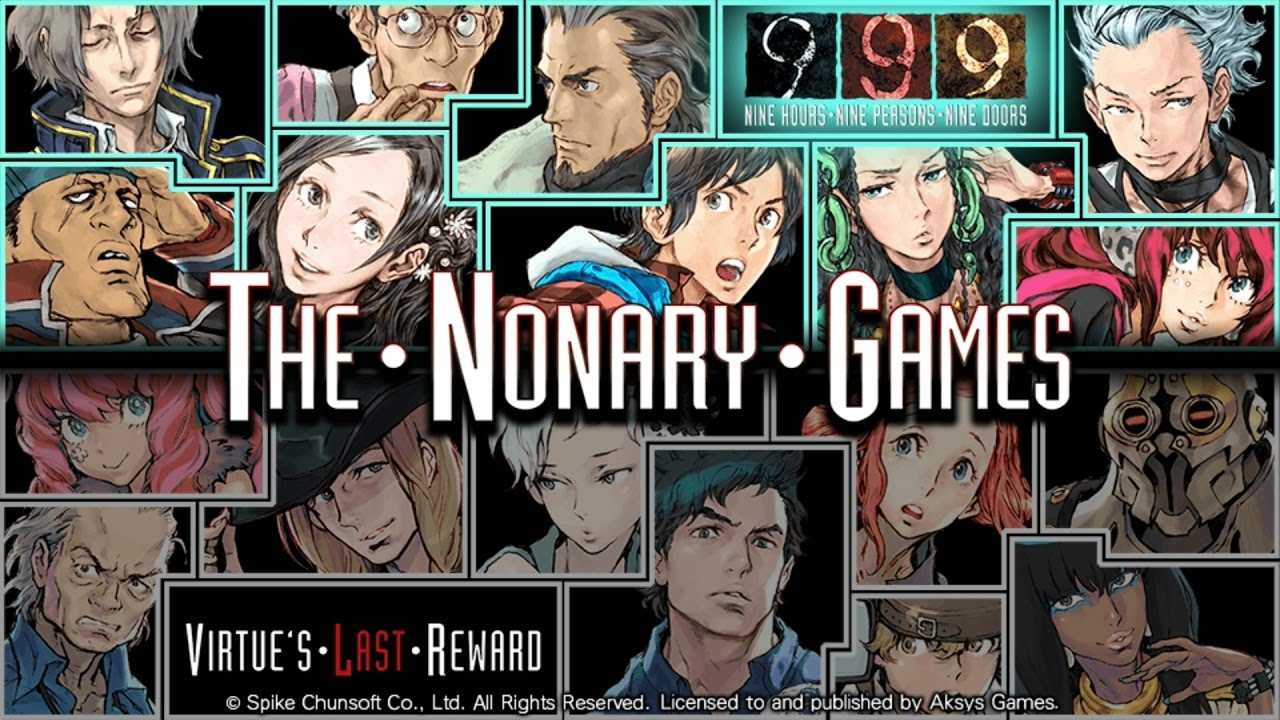 999
NINE HOURS•NINE PERSONS•NINE DOORS
THE•NONARY•GAMES
VIRTUE'S•LAST•REWARD
© Spike Chunsoft Co., Ltd. All Rights Reserved. Licensed to and published by Aksys Games.